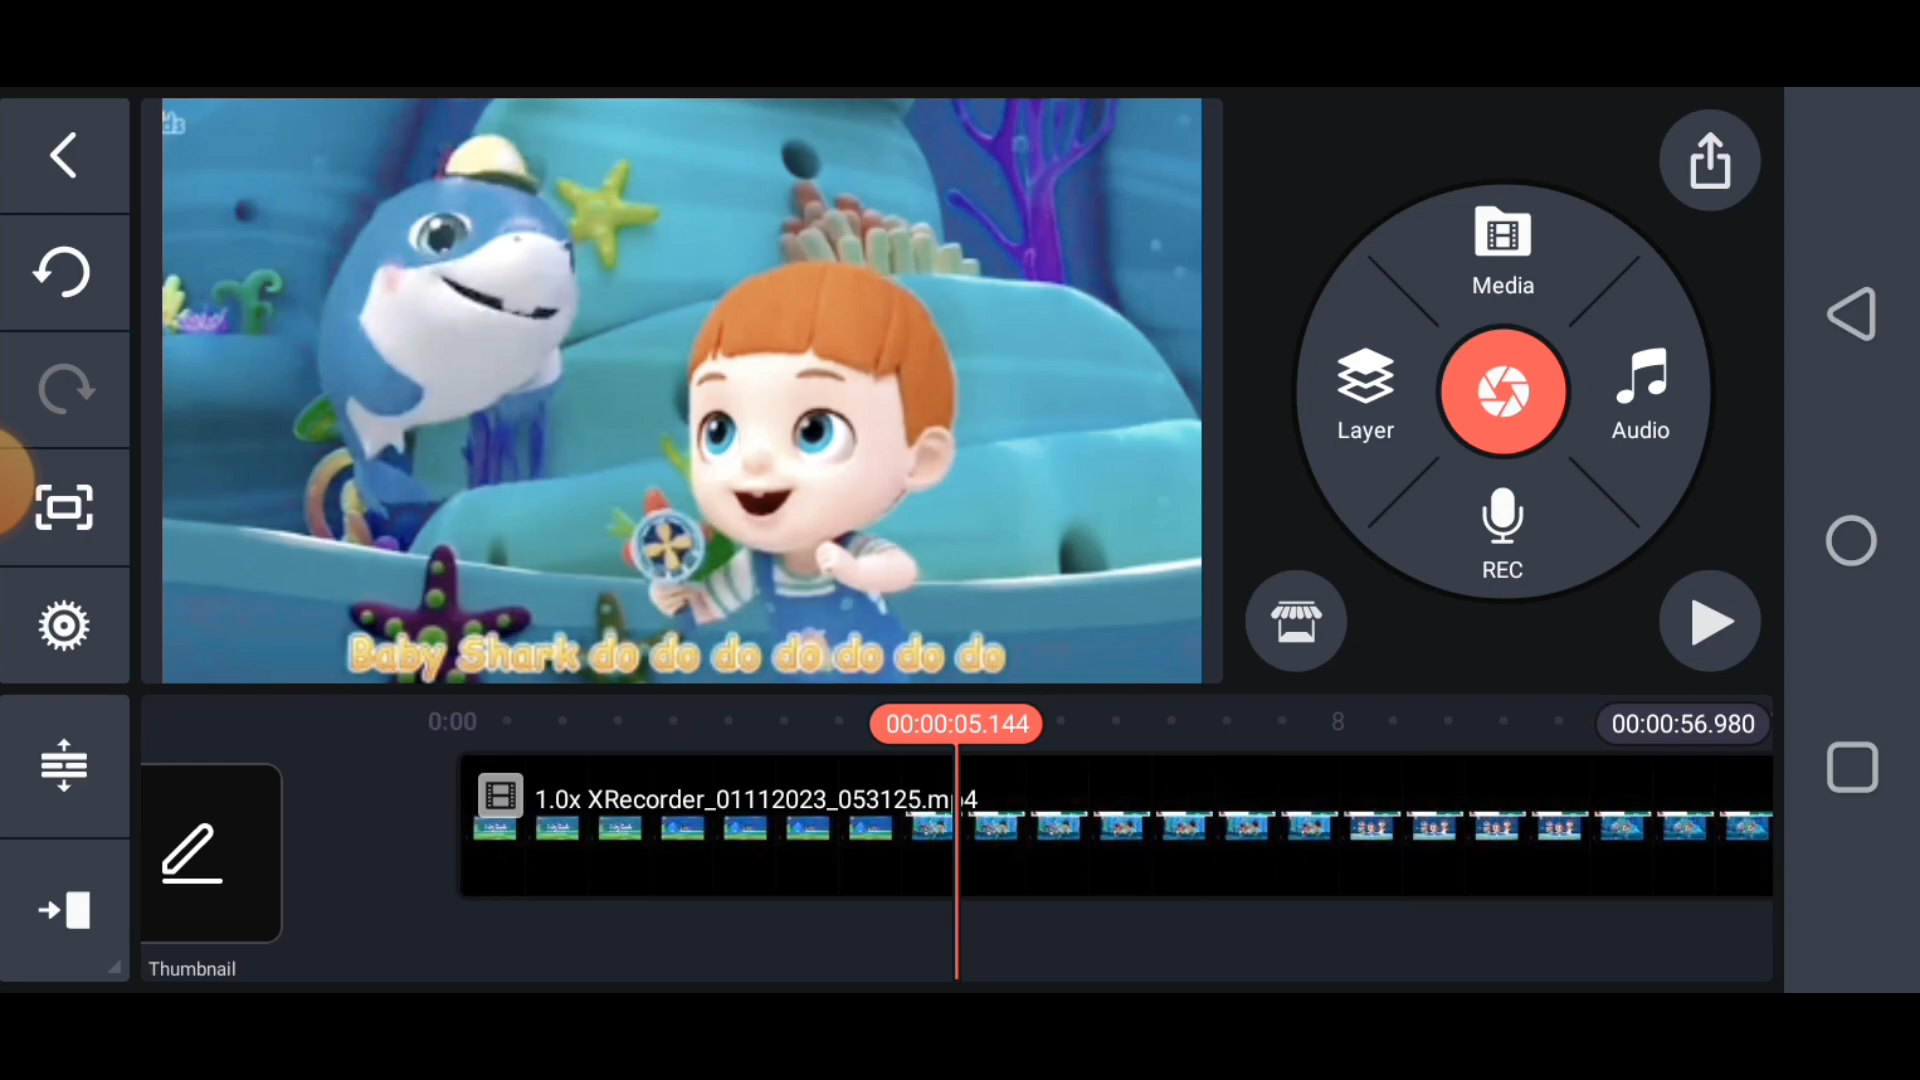 Media
Layer
Audio
REC
Baby Shark do do do do do do do
0:00
00:00:05.144
8
00:00:56.980
1.0x XRecorder_01112023_053125.mp4
Thumbnail